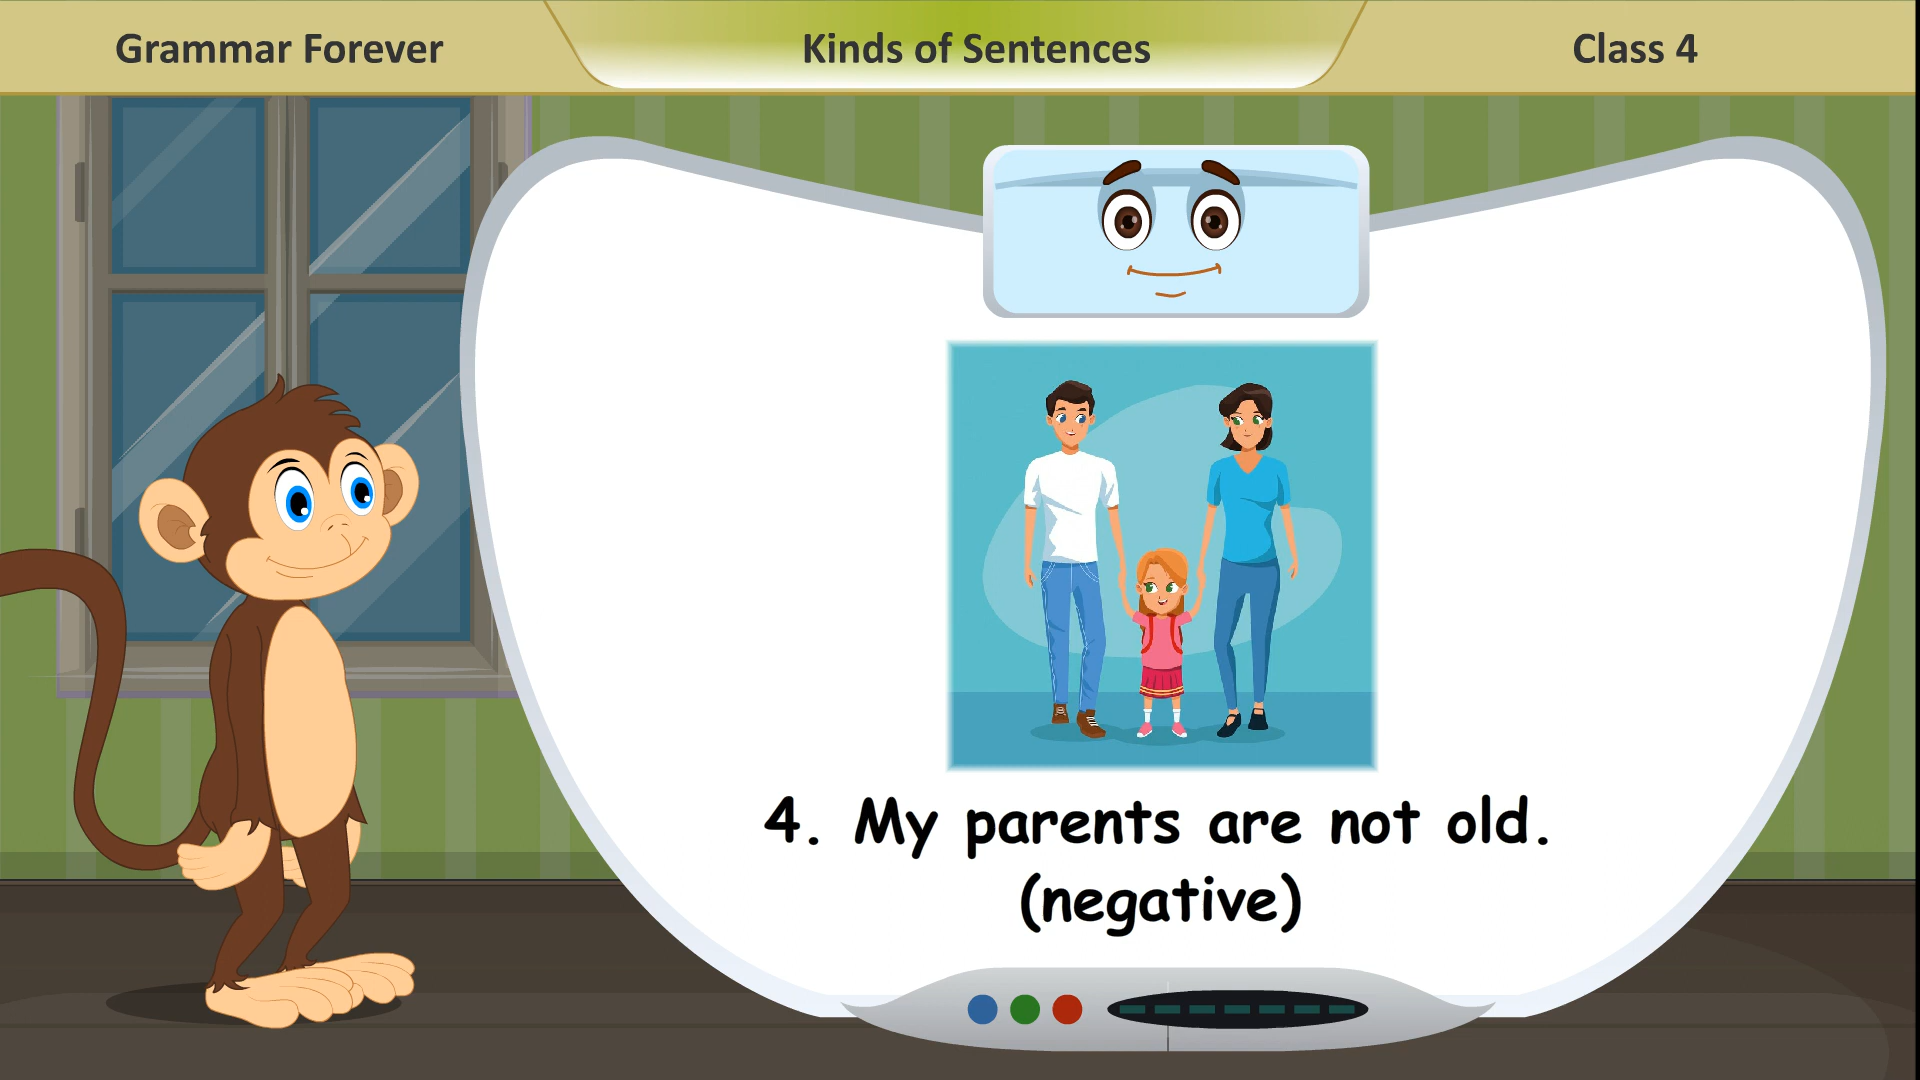 Grammar Forever
Kinds of Sentences
Class 4
4. My parents are not old.
(negative)